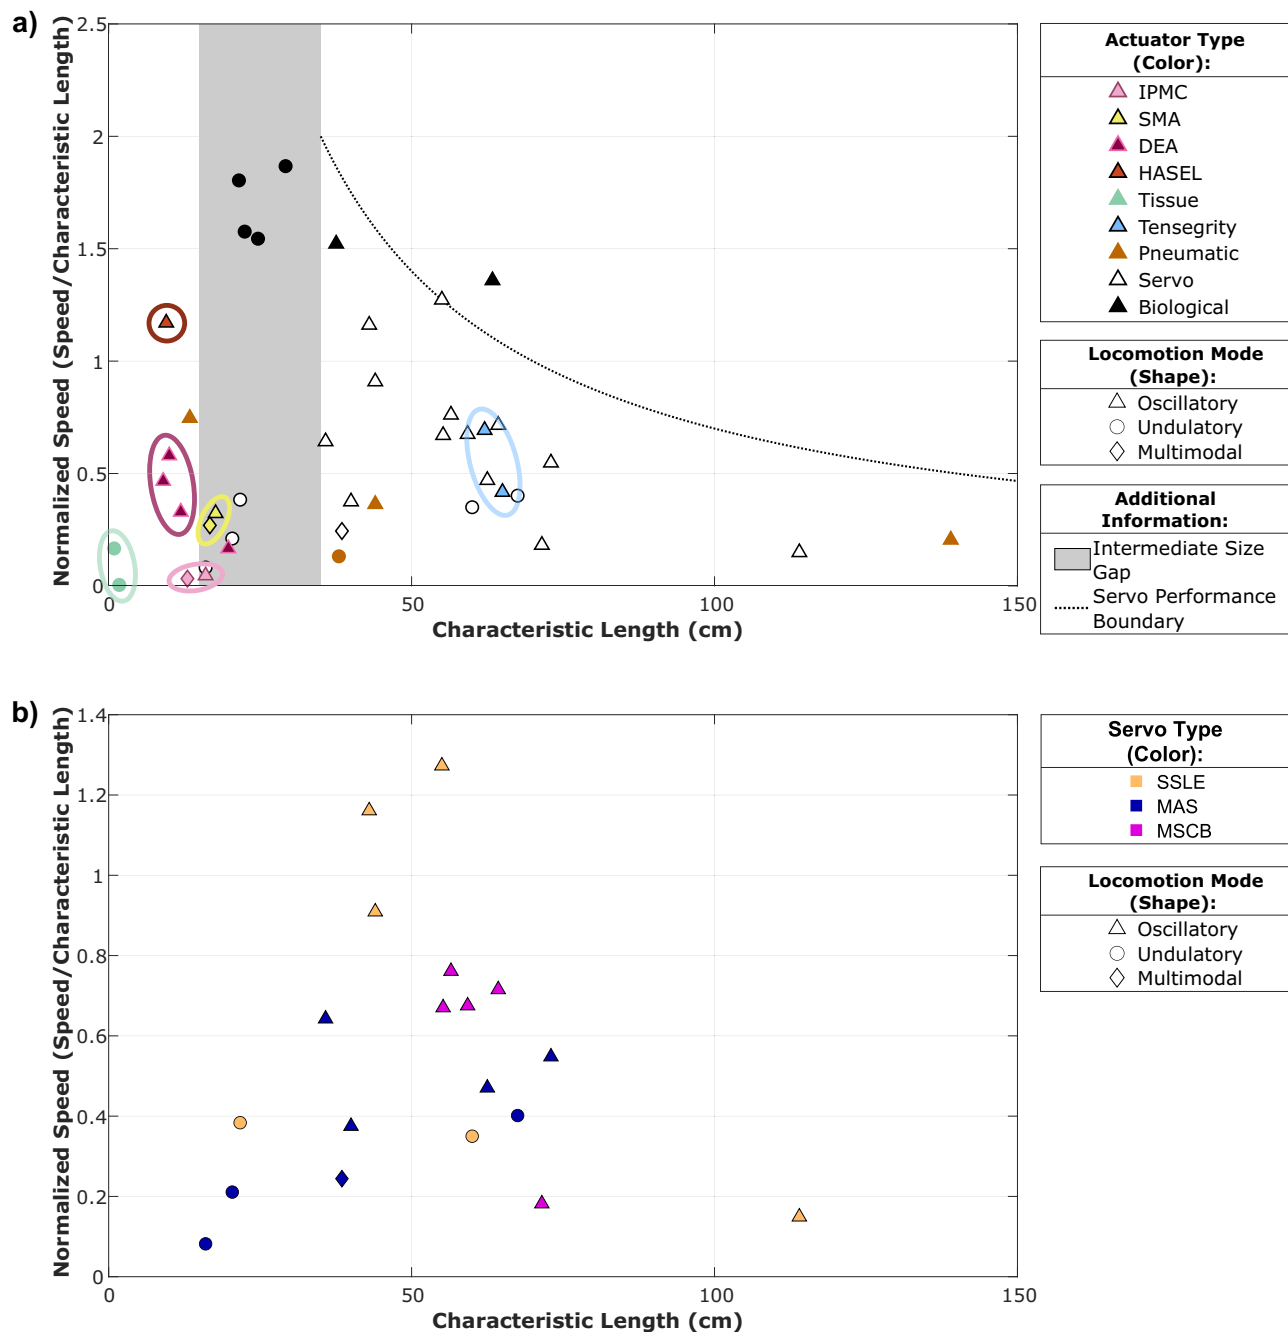 a)
Normalized Speed (Speed/Characteristic Length)
2.5
2
1.5
1
0.5
0
0
50
100
150
Characteristic Length (cm)
Actuator Type
(Color):
IPMC
SMA
DEA
HASEL
Tissue
Tensegrity
Pneumatic
Servo
Biological
Locomotion Mode
(Shape):
Oscillatory
Undulatory
Multimodal
Additional
Information:
Intermediate Size
Gap
Servo Performance
Boundary
b)
Normalized Speed (Speed/Characteristic Length)
1.4
1.2
1
0.8
0.6
0.4
0.2
0
0
50
100
150
Characteristic Length (cm)
Servo Type
(Color):
SSLE
MAS
MSCB
Locomotion Mode
(Shape):
Oscillatory
Undulatory
Multimodal